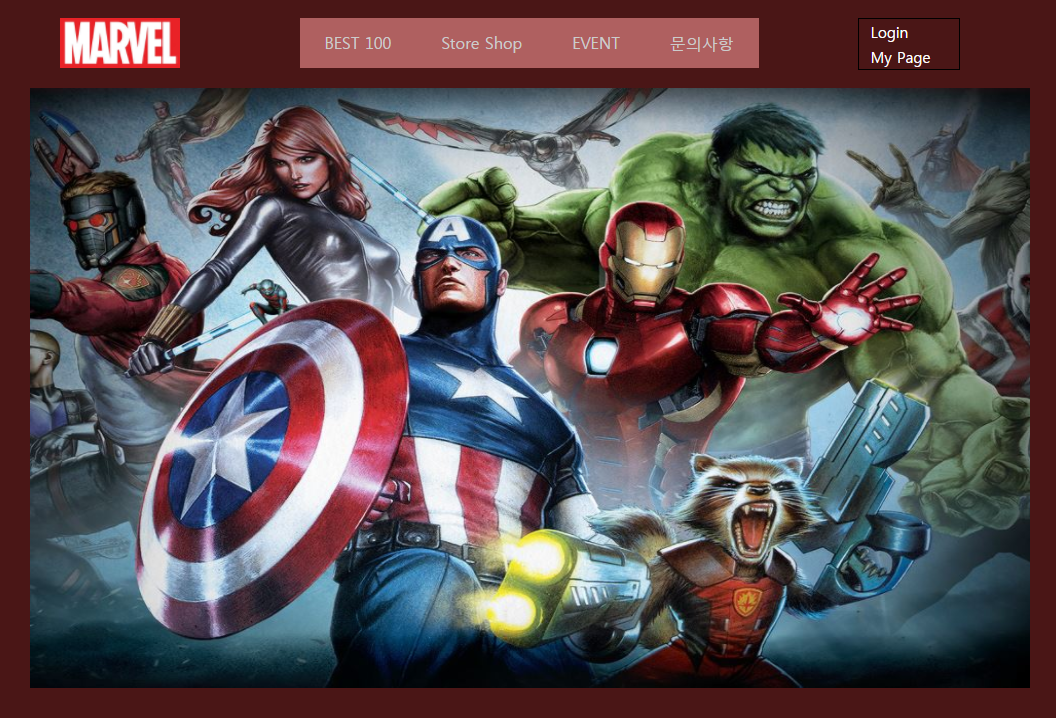 MARVEL
BEST 100 Store Shop EVENT 문의사항
Login
My Page
A